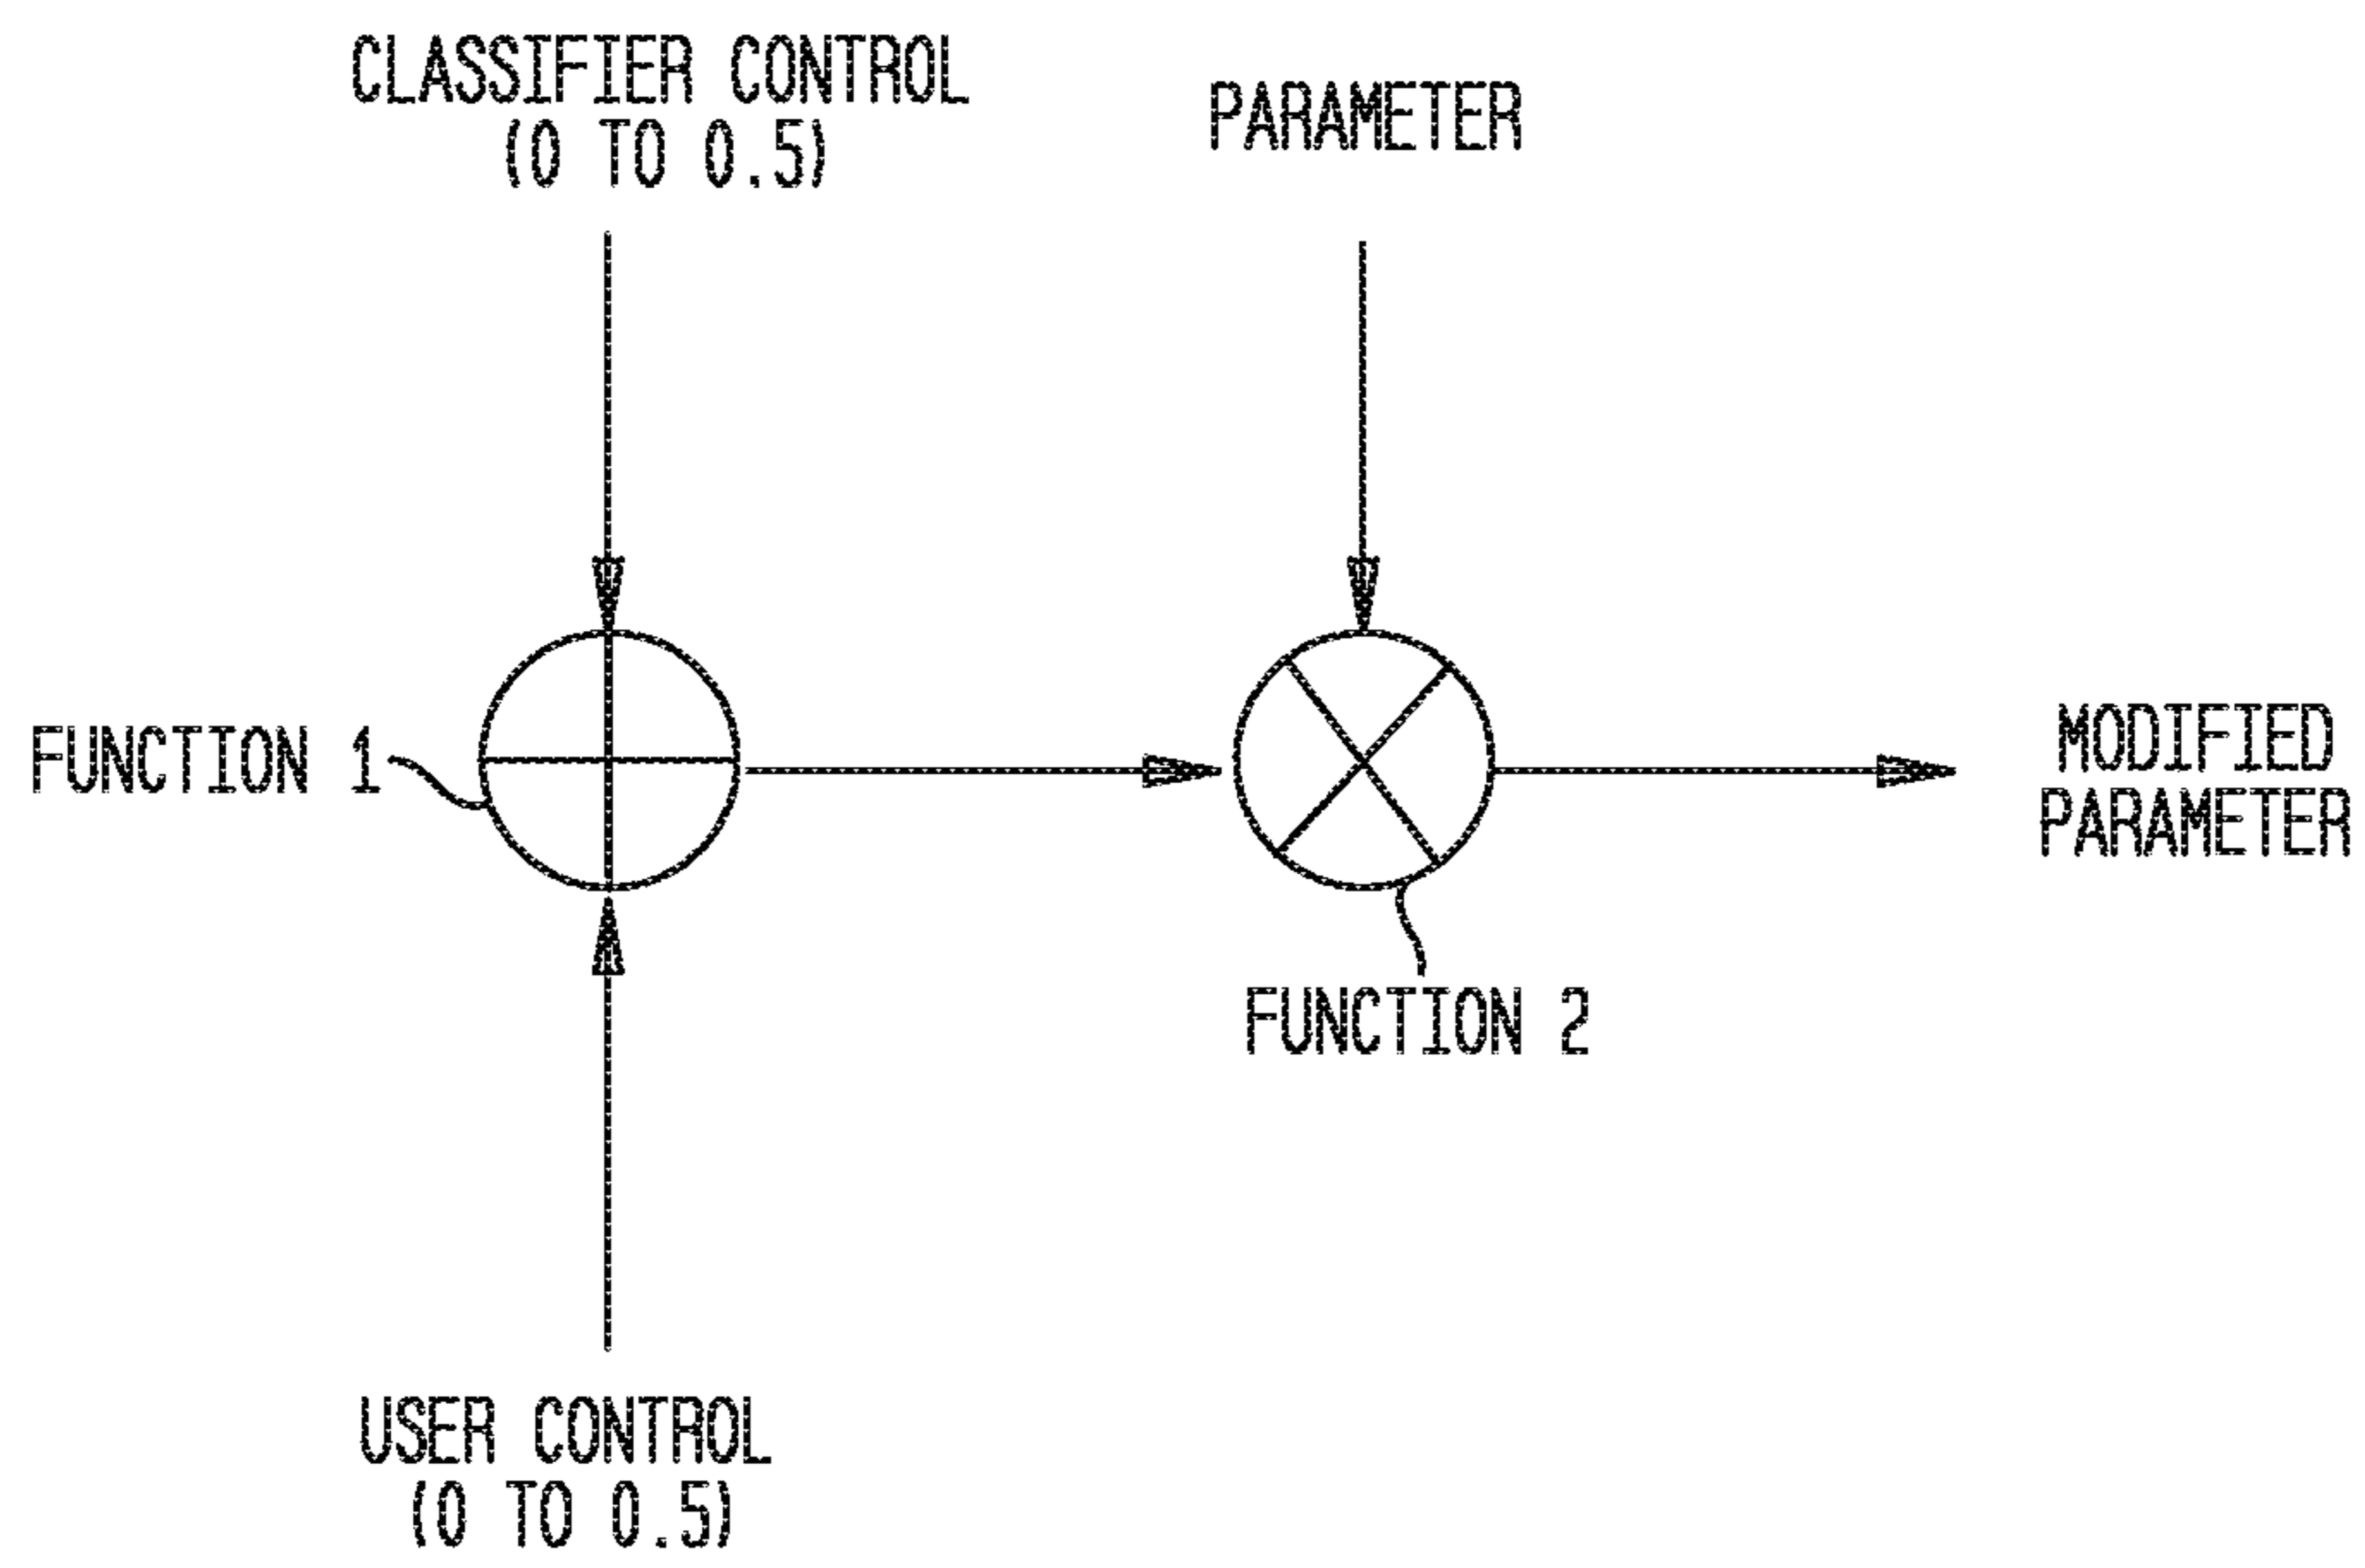 CLASSIFIER CONTROL
(0 TO 0.5)
PARAMETER
FUNCTION 1
MODIFIED
PARAMETER
FUNCTION 2
USER CONTROL
(0 TO 0.5)